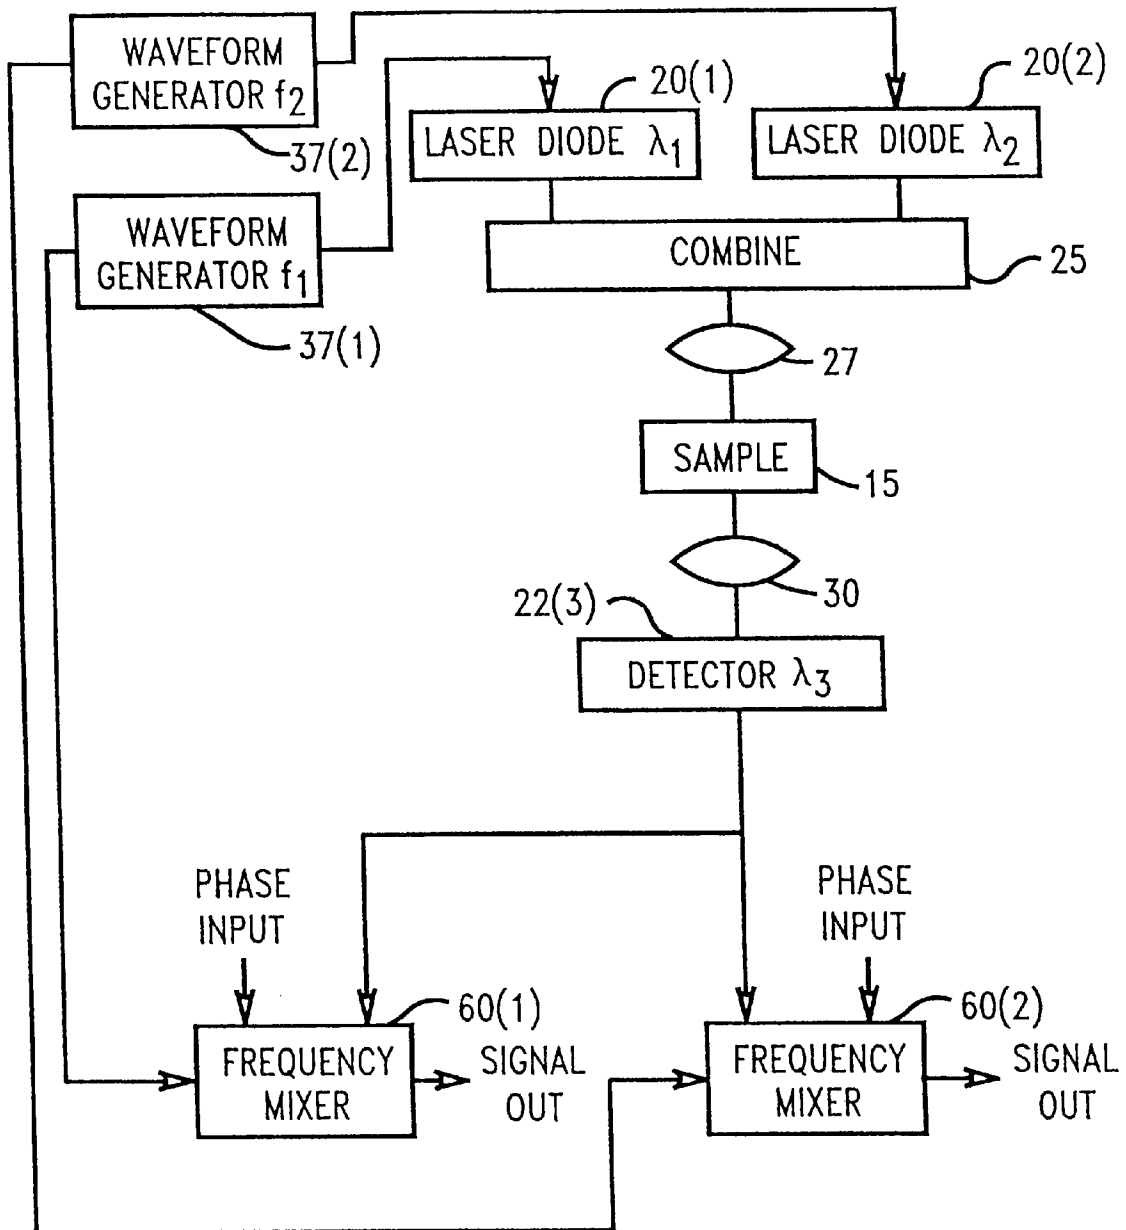 WAVEFORM
GENERATOR f2
37(2)
20(1)
LASER DIODE λ1
20(2)
LASER DIODE λ2
WAVEFORM
GENERATOR f1
37(1)
COMBINE
25
27
SAMPLE
15
30
22(3)
DETECTOR λ3
PHASE
INPUT
PHASE
INPUT
60(1)
FREQUENCY
MIXER
SIGNAL
OUT
60(2)
FREQUENCY
MIXER
SIGNAL
OUT